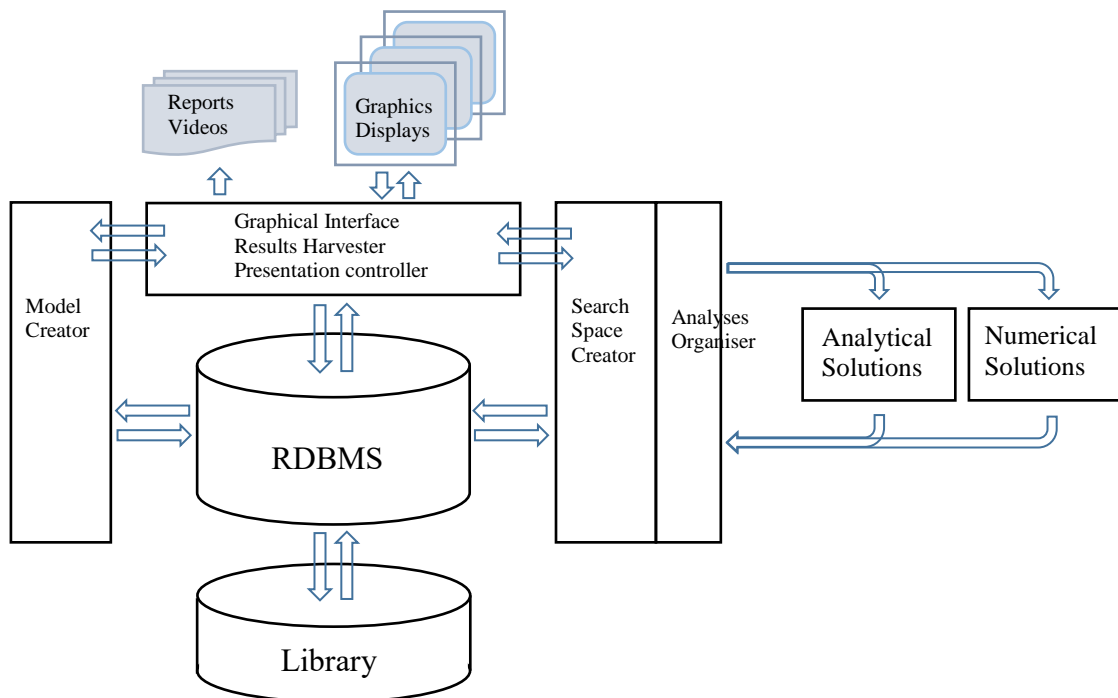 Reports
Videos
Graphics
Displays
Graphical Interface
Results Harvester
Presentation controller
Model
Creator
Search
Space
Creator
Analyses
Organiser
Analytical
Solutions
Numerical
Solutions
RDBMS
Library